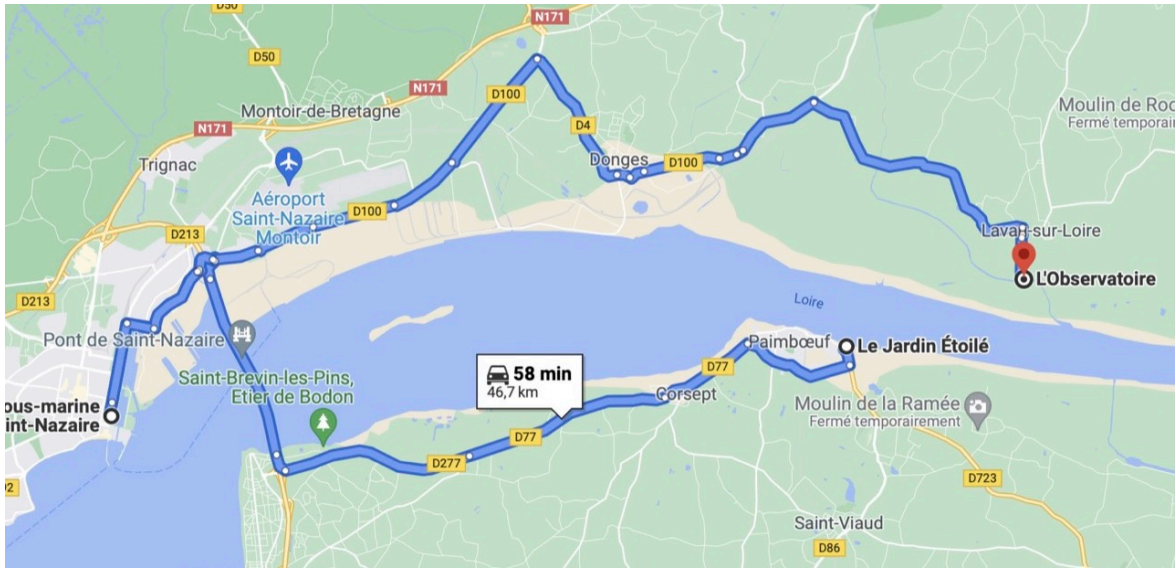 D50
N171
D50
N171
D100
Montoir-de-Bretagne
Moulin de Roc
Fermé temporair
N171
D4
Trignac
Donges
D100
Aéroport
Saint-Nazaire
Montoir
D100
D213
Lavau-sur-Loire
L'Observatoire
D213
Loire
Pont de Saint-Nazaire
Paimbœuf
Le Jardin Étoilé
58 min
46,7 km
D77
Saint-Brevin-les-Pins,
Etier de Bodon
Corsept
ous-marine
int-Nazaire
Moulin de la Ramée
Fermé temporairement
D77
D277
D723
92
Saint-Viaud
D86